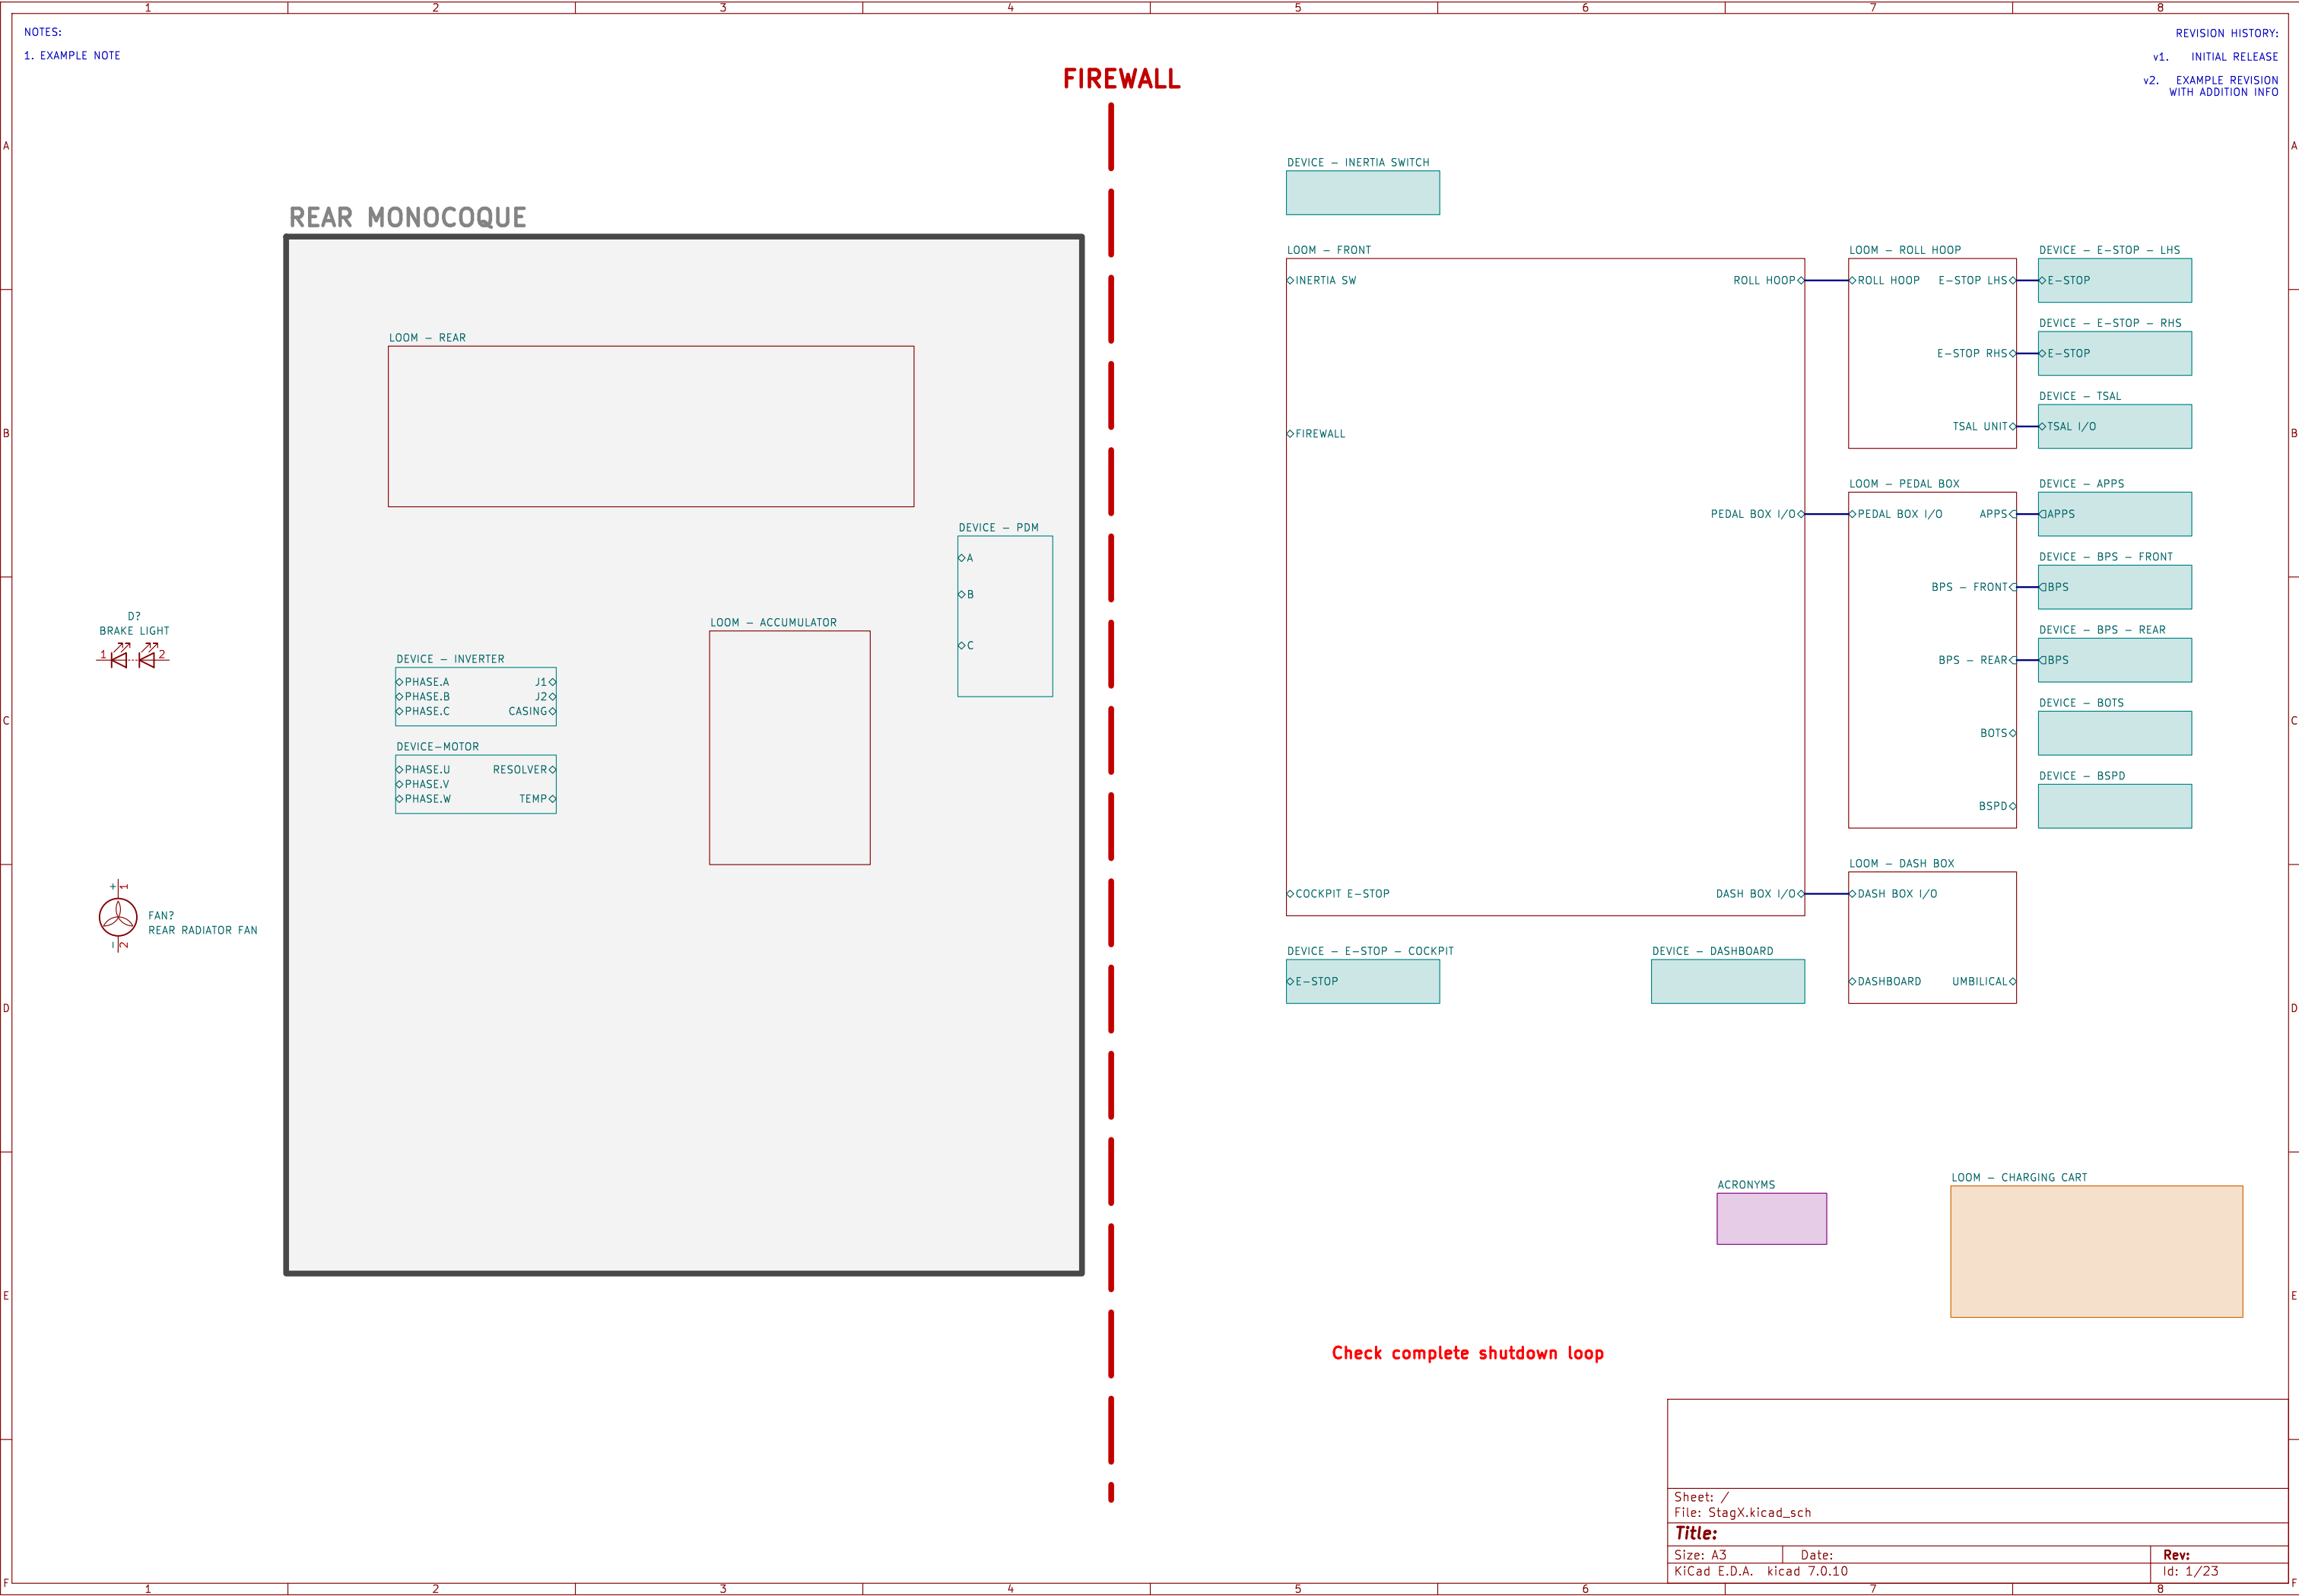 1 2 3 4 5 6 7 8
NOTES:
1. EXAMPLE NOTE
REVISION HISTORY:
v1. INITIAL RELEASE
v2. EXAMPLE REVISION
WITH ADDITION INFO
FIREWALL
A
A
B
B
C
C
D
D
E
E
F
F
REAR MONOCOQUE
LOOM - REAR
DEVICE - PDM
A
B
C
LOOM - ACCUMULATOR
DEVICE - INVERTER
PHASE.A J1
PHASE.B J2
PHASE.C CASING
DEVICE-MOTOR
PHASE.U RESOLVER
PHASE.V
PHASE.W TEMP
D?
BRAKE LIGHT
1 2
+ 1
FAN?
REAR RADIATOR FAN
- 2
DEVICE - INERTIA SWITCH
LOOM - FRONT
INERTIA SW ROLL HOOP
FIREWALL
PEDAL BOX I/O
COCKPIT E-STOP DASH BOX I/O
DEVICE - E-STOP - COCKPIT
E-STOP
DEVICE - DASHBOARD
LOOM - ROLL HOOP
ROLL HOOP E-STOP LHS
E-STOP RHS
TSAL UNIT
DEVICE - E-STOP - LHS
E-STOP
DEVICE - E-STOP - RHS
E-STOP
DEVICE - TSAL
TSAL I/O
LOOM - PEDAL BOX
PEDAL BOX I/O APPS
BPS - FRONT
BPS - REAR
BOTS
BSPD
DEVICE - APPS
APPS
DEVICE - BPS - FRONT
BPS
DEVICE - BPS - REAR
BPS
DEVICE - BOTS
DEVICE - BSPD
LOOM - DASH BOX
DASH BOX I/O
DASHBOARD UMBILICAL
ACRONYMS
LOOM - CHARGING CART
Check complete shutdown loop
Sheet: /
File: StagX.kicad_sch
Title:
Size: A3 Date: Rev:
KiCad E.D.A. kicad 7.0.10 Id: 1/23
1 2 3 4 5 6 7 8